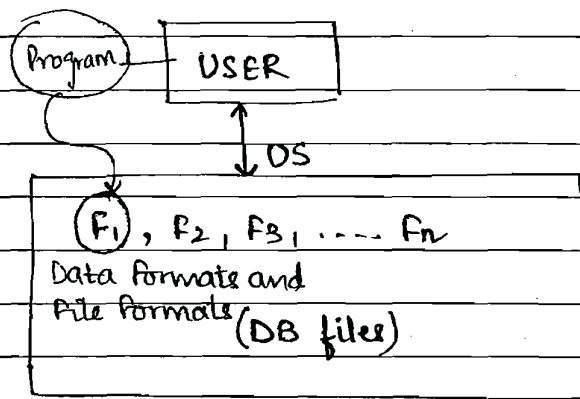 Program
USER
OS
F1, F2, F3, .... Fn
Data formats and
File formats (DB files)